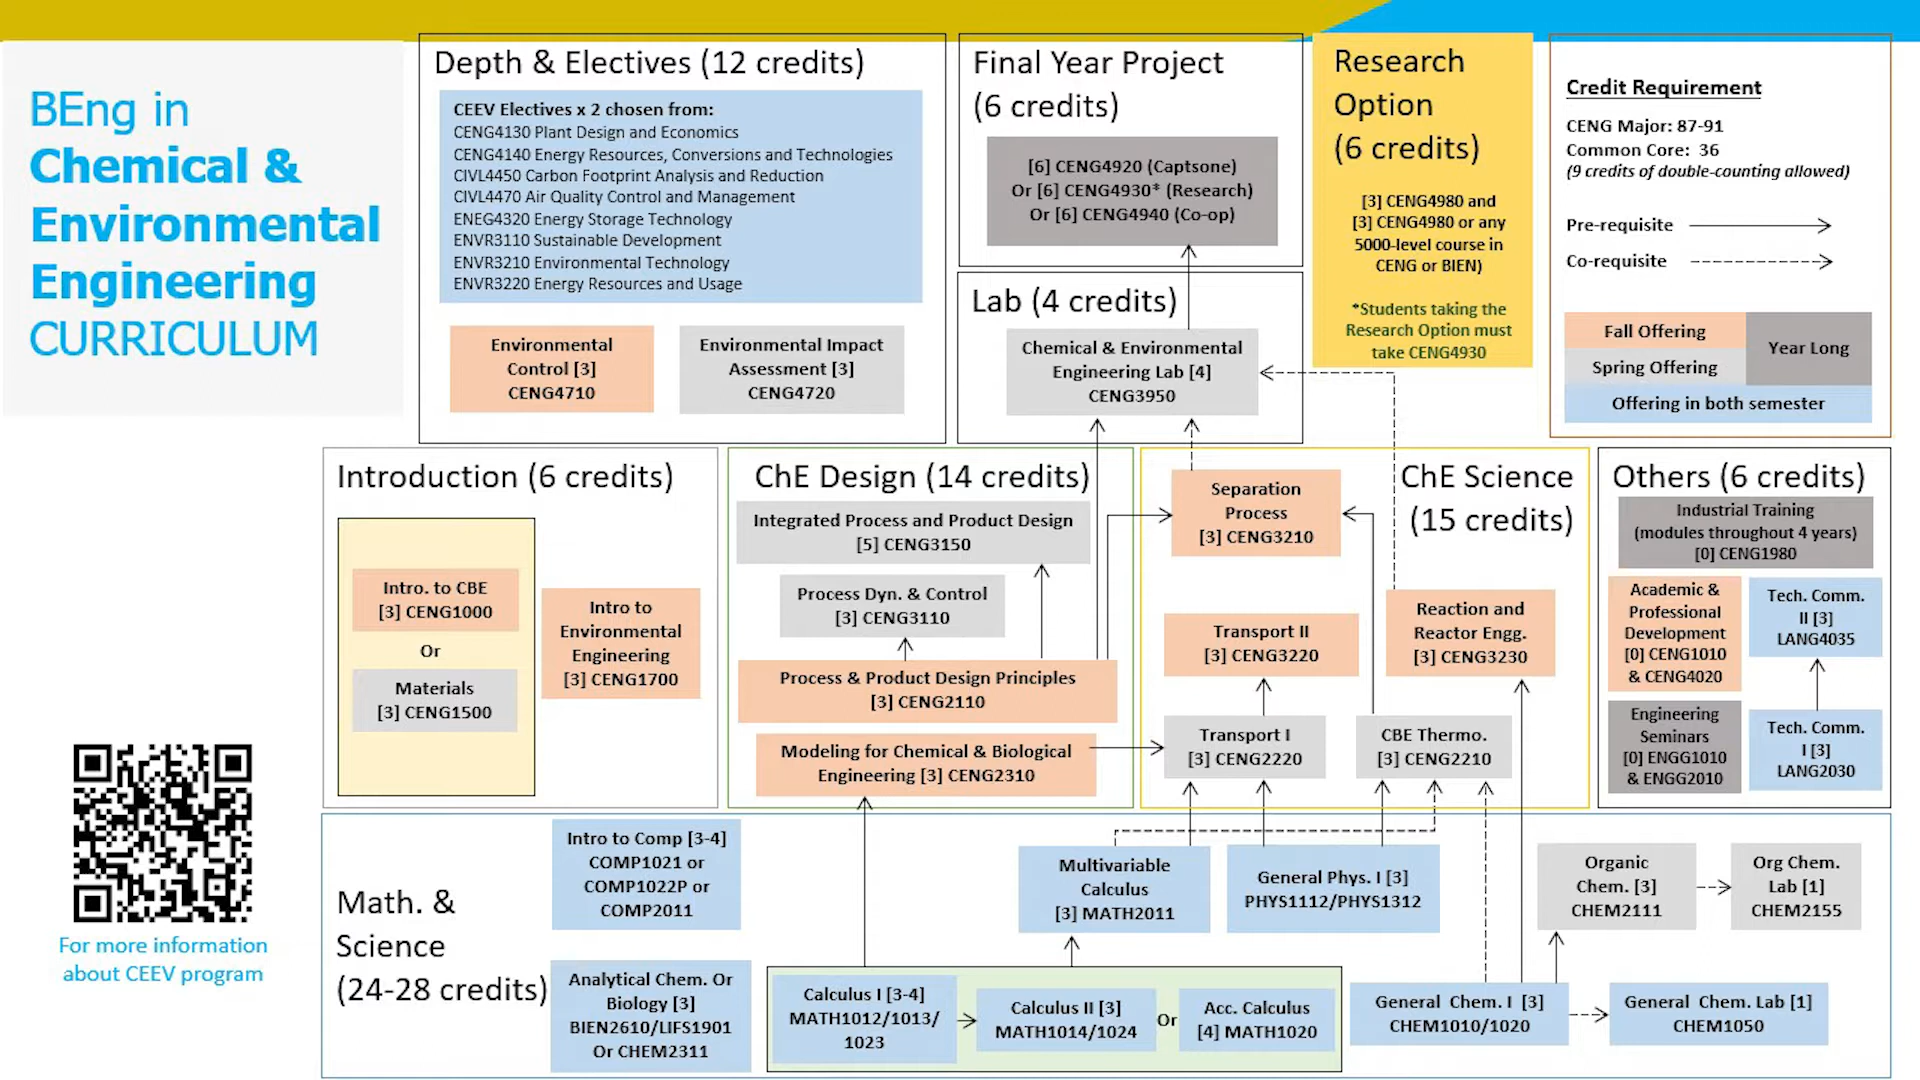 BEng in
Chemical &
Environmental
Engineering
CURRICULUM
Depth & Electives (12 credits)
CEEV Electives x 2 chosen from:
CENG4130 Plant Design and Economics
CENG4140 Energy Resources, Conversions and Technologies
CIVL4450 Carbon Footprint Analysis and Reduction
CIVL4470 Air Quality Control and Management
ENEG4320 Energy Storage Technology
ENVR3110 Sustainable Development
ENVR3210 Environmental Technology
ENVR3220 Energy Resources and Usage
Environmental
Control [3]
CENG4710
Environmental Impact
Assessment [3]
CENG4720
Final Year Project
(6 credits)
[6] CENG4920 (Captsone)
Or [6] CENG4930* (Research)
Or [6] CENG4940 (Co-op)
Lab (4 credits)
Chemical & Environmental
Engineering Lab [4]
CENG3950
Research
Option
(6 credits)
[3] CENG4980 and
[3] CENG4980 or any
5000-level course in
CENG or BIEN)
*Students taking the
Research Option must
take CENG4930
Credit Requirement
CENG Major: 87-91
Common Core: 36
(9 credits of double-counting allowed)
Pre-requisite
Co-requisite
Fall Offering
Spring Offering
Year Long
Offering in both semester
Introduction (6 credits)
Intro. to CBE
[3] CENG1000
Or
Materials
[3] CENG1500
Intro to
Environmental
Engineering
[3] CENG1700
ChE Design (14 credits)
Integrated Process and Product Design
[5] CENG3150
Process Dyn. & Control
[3] CENG3110
Process & Product Design Principles
[3] CENG2110
Modeling for Chemical & Biological
Engineering [3] CENG2310
ChE Science
(15 credits)
Separation
Process
[3] CENG3210
Transport II
[3] CENG3220
Reaction and
Reactor Engg.
[3] CENG3230
Transport I
[3] CENG2220
CBE Thermo.
[3] CENG2210
Others (6 credits)
Industrial Training
(modules throughout 4 years)
[0] CENG1980
Academic &
Professional
Development
[0] CENG1010
& CENG4020
Tech. Comm.
II [3]
LANG4035
Engineering
Seminars
[0] ENGG1010
& ENGG2010
Tech. Comm.
I [3]
LANG2030
For more information
about CEEV program
Math. &
Science
(24-28 credits)
Intro to Comp [3-4]
COMP1021 or
COMP1022P or
COMP2011
Analytical Chem. Or
Biology [3]
BIEN2610/LIFS1901
Or CHEM2311
Multivariable
Calculus
[3] MATH2011
General Phys. I [3]
PHYS1112/PHYS1312
Organic
Chem. [3]
CHEM2111
Org Chem.
Lab [1]
CHEM2155
Calculus I [3-4]
MATH1012/1013/
1023
Calculus II [3]
MATH1014/1024
Or
Acc. Calculus
[4] MATH1020
General Chem. I [3]
CHEM1010/1020
General Chem. Lab [1]
CHEM1050